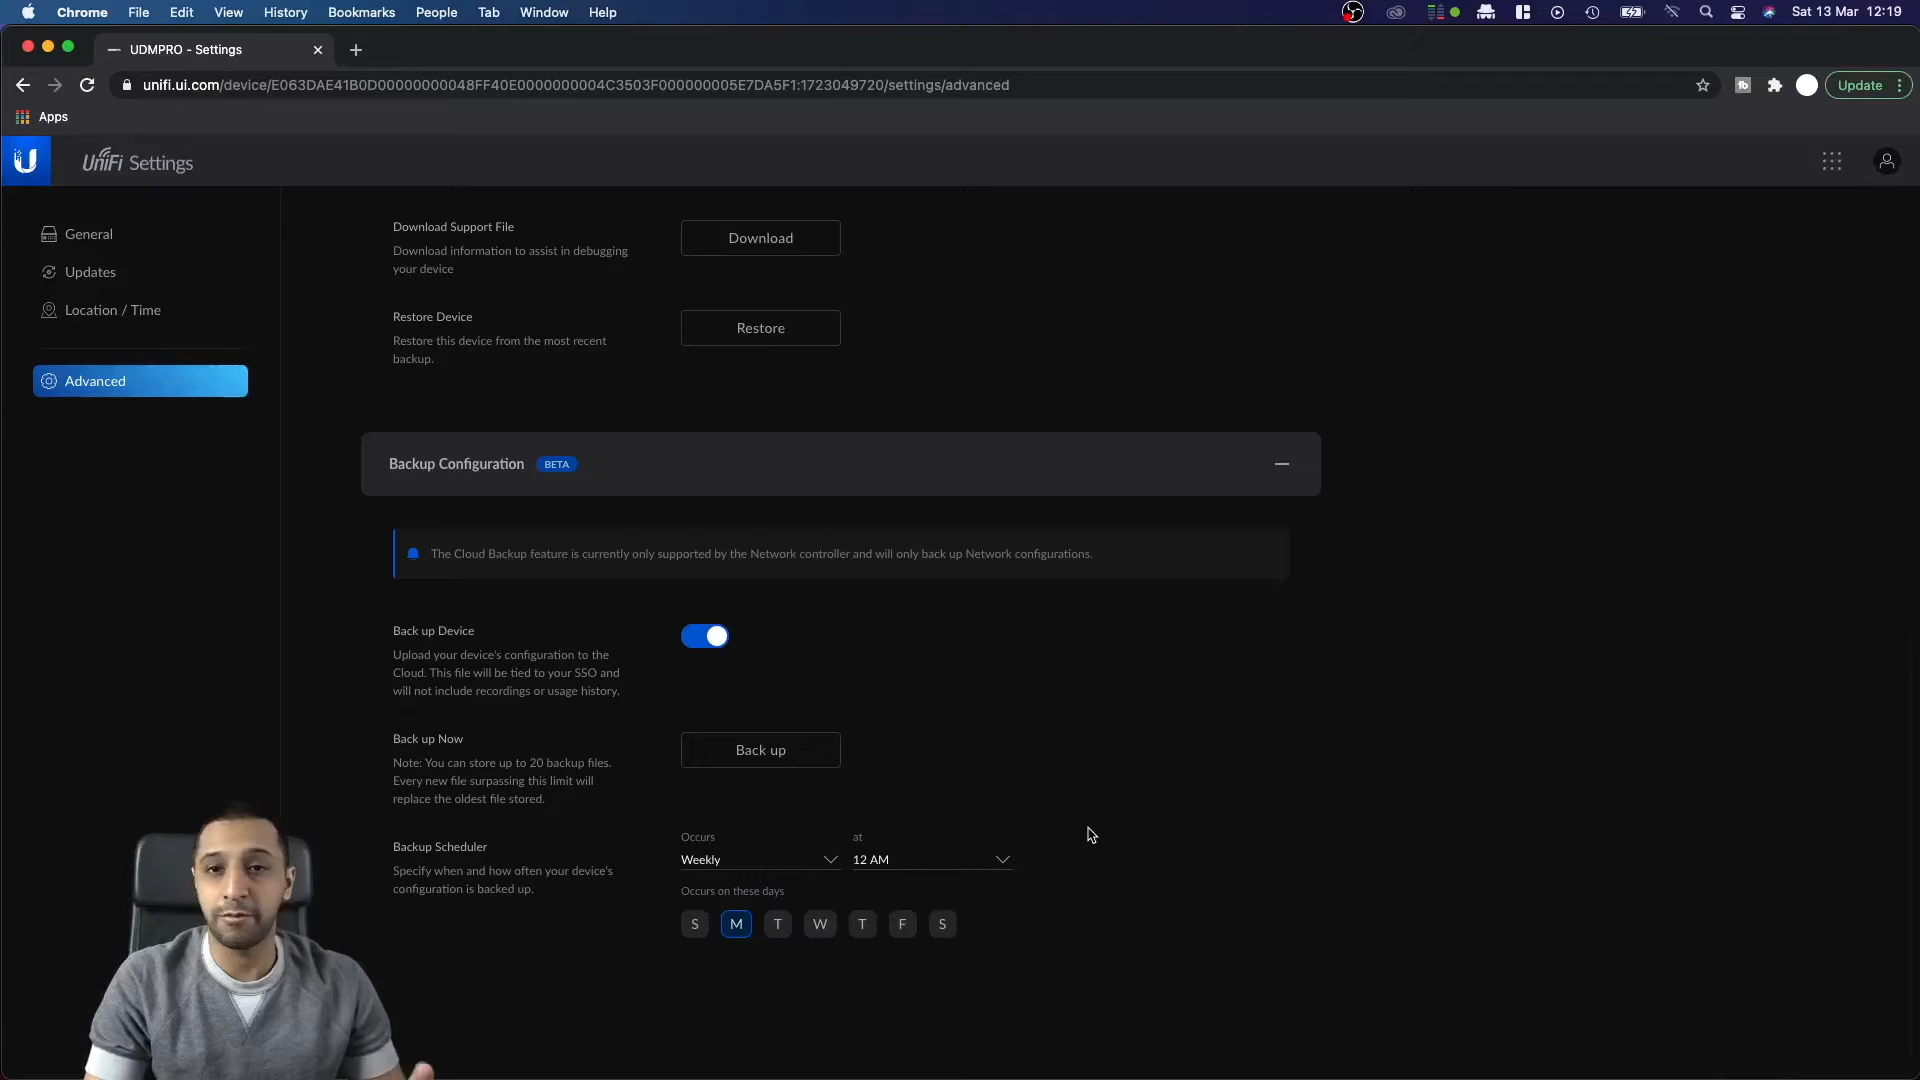 Chrome File Edit View History Bookmarks People Tab Window Help Sat 13 Mar 12:19
UDMPRO - Settings
unifi.ui.com/device/E063DAE41B0D00000000048FF40E0000000004C3503F000000005E7DA5F1:1723049720/settings/advanced
Update
Apps
UniFi Settings
General
Updates
Location / Time
Advanced
Download Support File
Download information to assist in debugging
your device
Download
Restore Device
Restore this device from the most recent
backup.
Restore
Backup Configuration BETA
The Cloud Backup feature is currently only supported by the Network controller and will only back up Network configurations.
Back up Device
Upload your device's configuration to the
Cloud. This file will be tied to your SSO and
will not include recordings or usage history.
Back up Now
Note: You can store up to 20 backup files.
Every new file surpassing this limit will
replace the oldest file stored.
Back up
Backup Scheduler
Specify when and how often your device's
configuration is backed up.
Occurs at
Weekly 12 AM
Occurs on these days
S M T W T F S